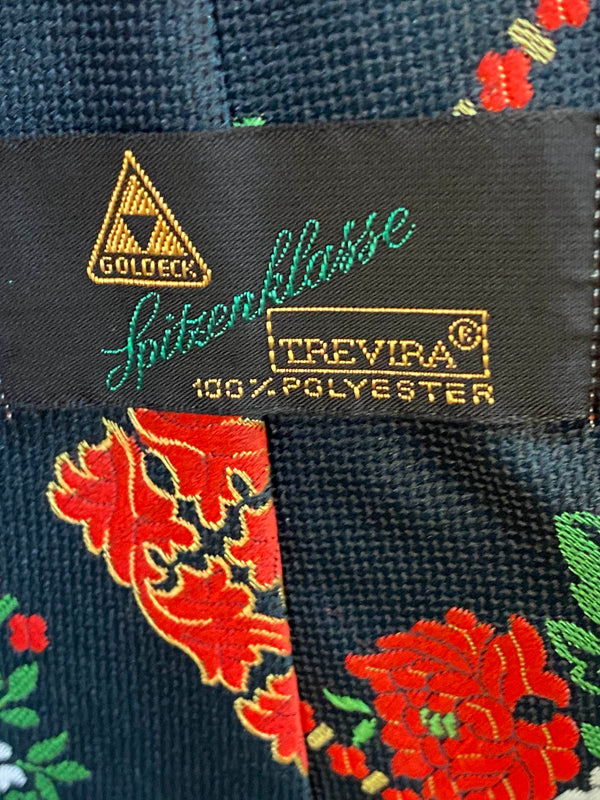 GOLDECK
Spitzenklasse
TREVIRA®
100% POLYESTER